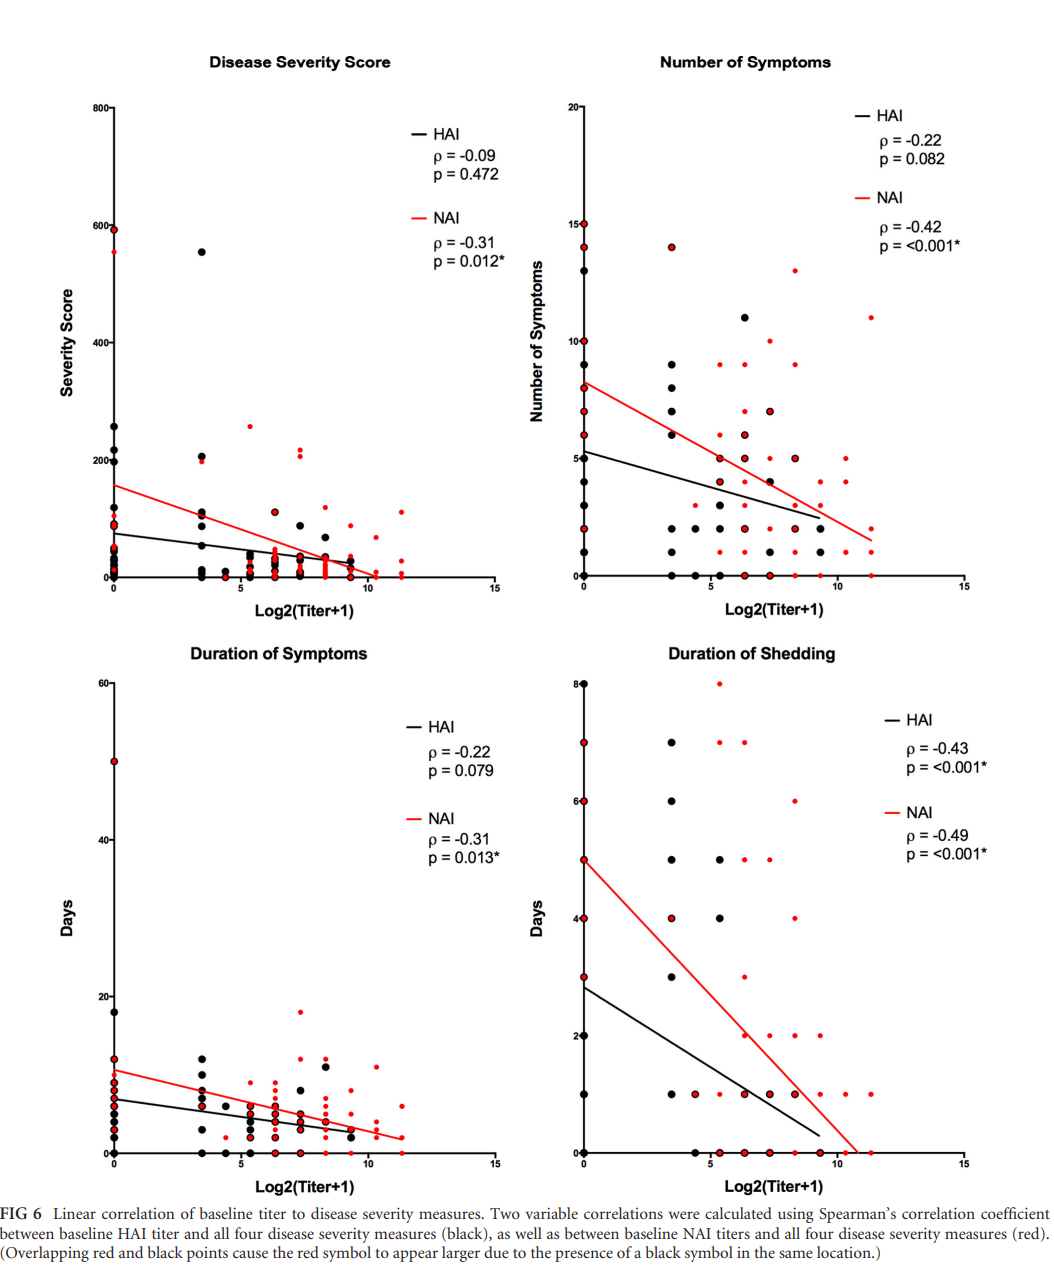 Disease Severity Score
800
600
400
200
0
Severity Score
HAI
ρ = -0.09
p = 0.472
NAI
ρ = -0.31
p = 0.012*
0 5 10 15
Log2(Titer+1)
Number of Symptoms
20
15
10
5
0
Number of Symptoms
HAI
ρ = -0.22
p = 0.082
NAI
ρ = -0.42
p = <0.001*
0 5 10 15
Log2(Titer+1)
Duration of Symptoms
60
40
20
0
Days
HAI
ρ = -0.22
p = 0.079
NAI
ρ = -0.31
p = 0.013*
0 5 10 15
Log2(Titer+1)
Duration of Shedding
8
6
4
2
0
Days
HAI
ρ = -0.43
p = <0.001*
NAI
ρ = -0.49
p = <0.001*
0 5 10 15
Log2(Titer+1)
FIG 6 Linear correlation of baseline titer to disease severity measures. Two variable correlations were calculated using Spearman's correlation coefficient
between baseline HAI titer and all four disease severity measures (black), as well as between baseline NAI titers and all four disease severity measures (red).
(Overlapping red and black points cause the red symbol to appear larger due to the presence of a black symbol in the same location.)